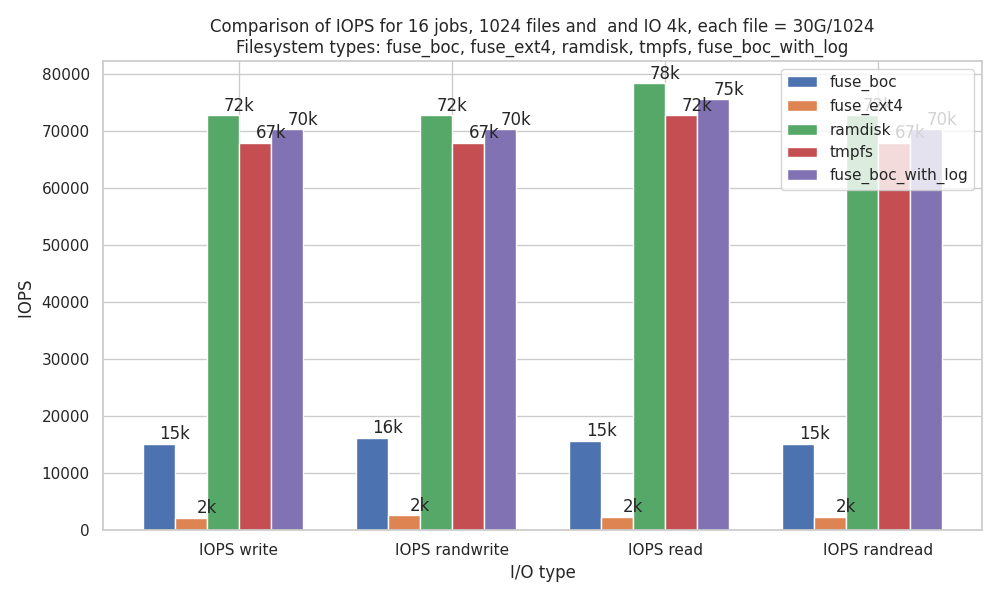 Comparison of IOPS for 16 jobs, 1024 files and  and IO 4k, each file = 30G/1024
Filesystem types: fuse_boc, fuse_ext4, ramdisk, tmpfs, fuse_boc_with_log
IOPS
80000
70000
60000
50000
40000
30000
20000
10000
0
15k
2k
72k
67k
70k
16k
2k
72k
67k
70k
15k
2k
78k
72k
75k
15k
2k
67k
70k
fuse_boc
fuse_ext4
ramdisk
tmpfs
fuse_boc_with_log
IOPS write
IOPS randwrite
IOPS read
IOPS randread
I/O type